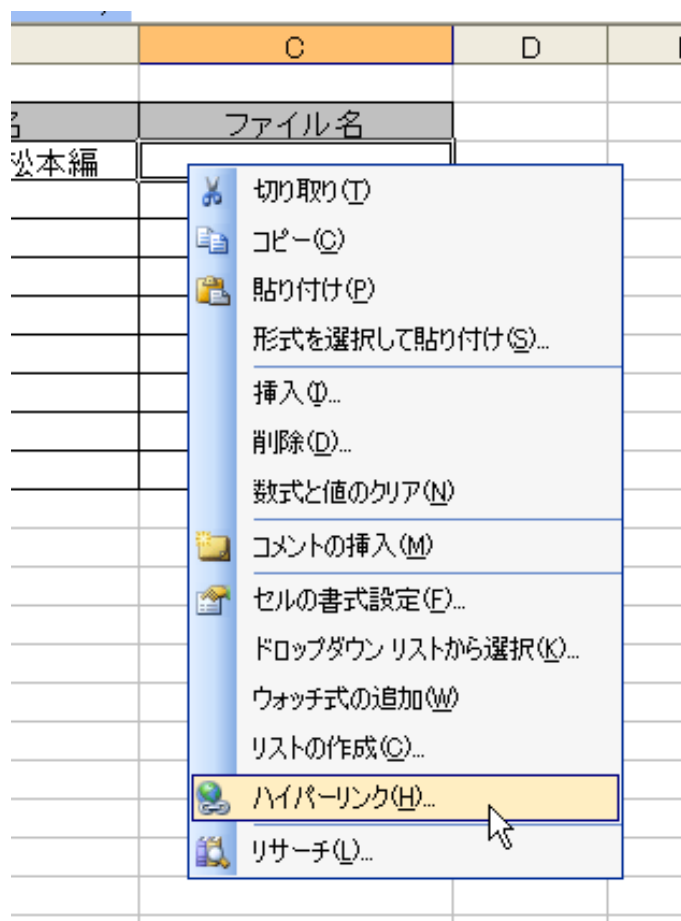 C D
名 ファイル名
松本編
切り取り(T)
コピー(C)
貼り付け(P)
形式を選択して貼り付け(S)...
挿入(I)...
削除(D)...
数式と値のクリア(N)
コメントの挿入(M)
セルの書式設定(F)...
ドロップダウン リストから選択(K)...
ウォッチ式の追加(W)
リストの作成(C)...
ハイパーリンク(H)...
リサーチ(L)...